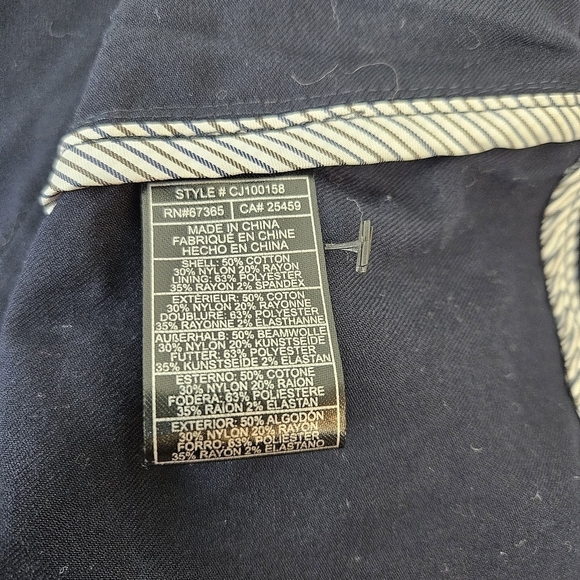 STYLE # CJ100158
RN#67365 CA# 25459
MADE IN CHINA
FABRIQUÉ EN CHINE
HECHO EN CHINA
SHELL: 50% COTTON
30% NYLON 20% RAYON
LINING: 63% POLYESTER
35% RAYON 2% SPANDEX
EXTÉRIEUR: 50% COTON
30% NYLON 20% RAYONNE
DOUBLURE: 63% POLYESTER
35% RAYONNE 2% ÉLASTHANNE
AUßERHALB: 50% BEAMWOLLE
30% NYLON 20% KUNSTSEIDE
FUTTER: 63% POLYESTER
35% KUNSTSEIDE 2% ELASTAN
ESTERNO: 50% COTONE
30% NYLON 20% RAION
FODERA: 63% POLIESTERE
35% RAION 2% ELASTAN
EXTERIOR: 50% ALGODÓN
30% NYLON 20% RAYÓN
FORRO: 63% POLIESTER
35% RAYON 2% ELASTANO